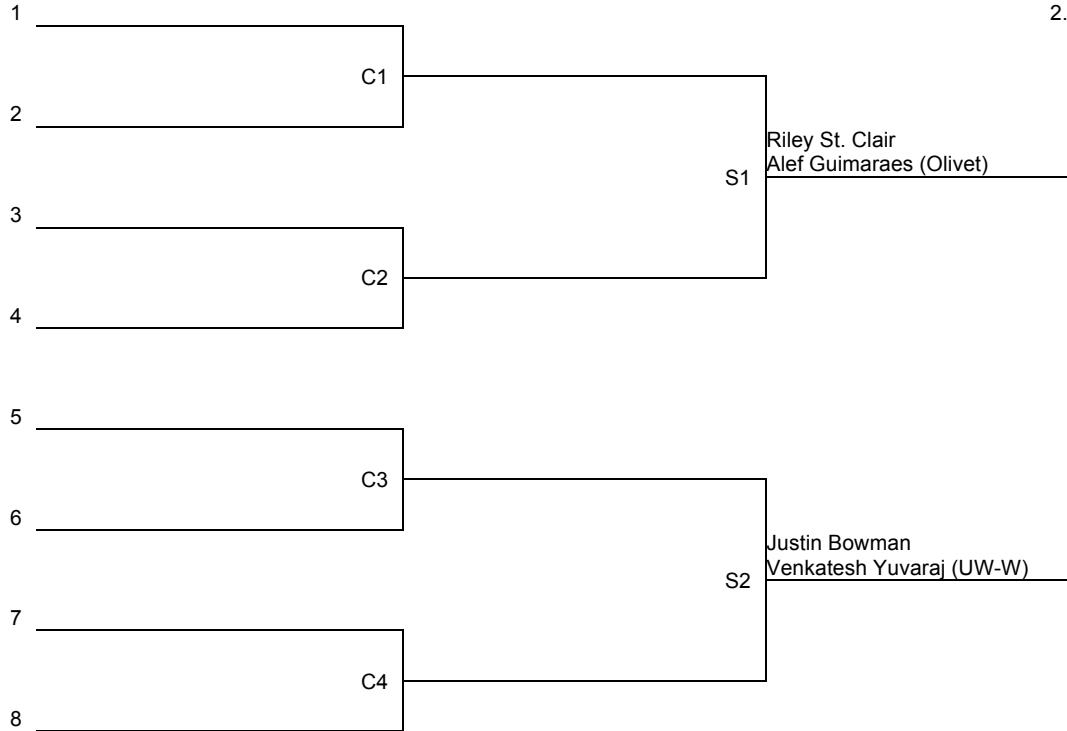 1
2.
C1
2
Riley St. Clair
Alef Guimaraes (Olivet)
S1
3
C2
4
5
C3
6
Justin Bowman
Venkatesh Yuvaraj (UW-W)
S2
7
C4
8